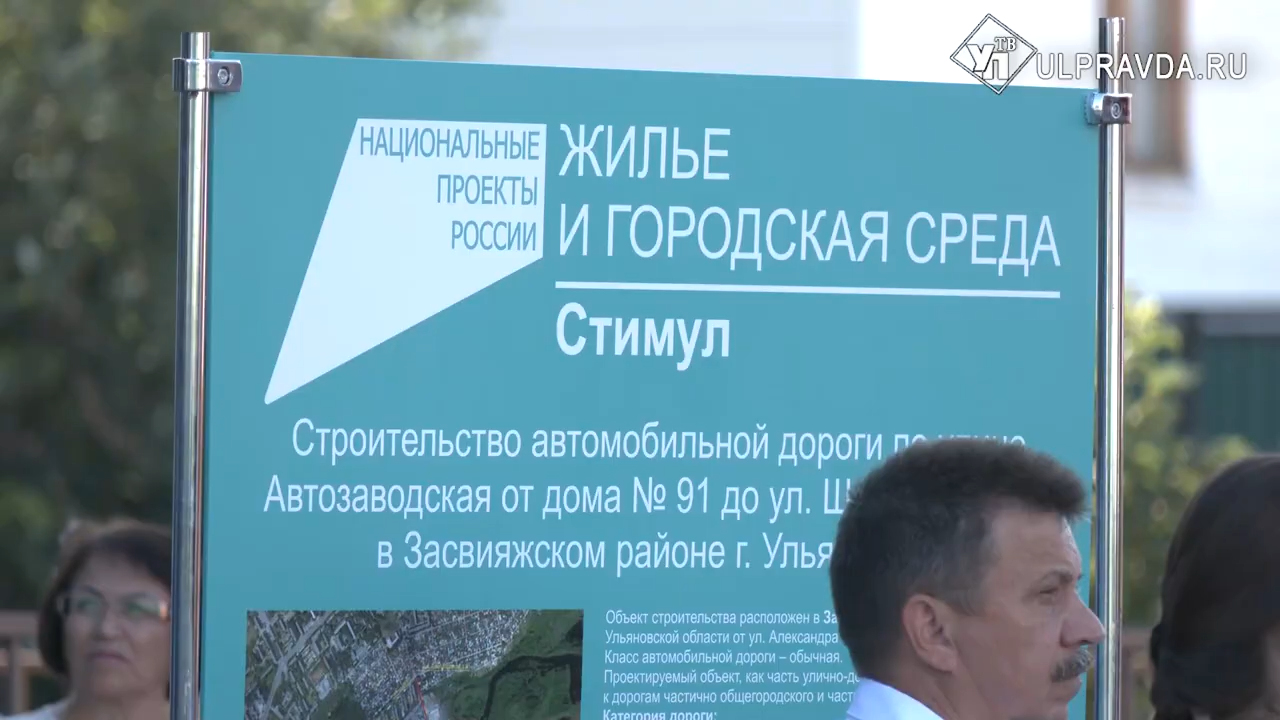 УП ТВ ULPRAVDA.RU
НАЦИОНАЛЬНЫЕ
ПРОЕКТЫ
РОССИИ
ЖИЛЬЕ
И ГОРОДСКАЯ СРЕДА
Стимул
Строительство автомобильной дороги
Автозаводская от дома № 91 до ул.
в Засвияжском районе г.
Объект строительства расположен в
Ульяновской области от ул. Александра
Класс автомобильной дороги – обычная.
Проектируемый объект, как часть
к дорогам частично общегородского и
Категория дороги: